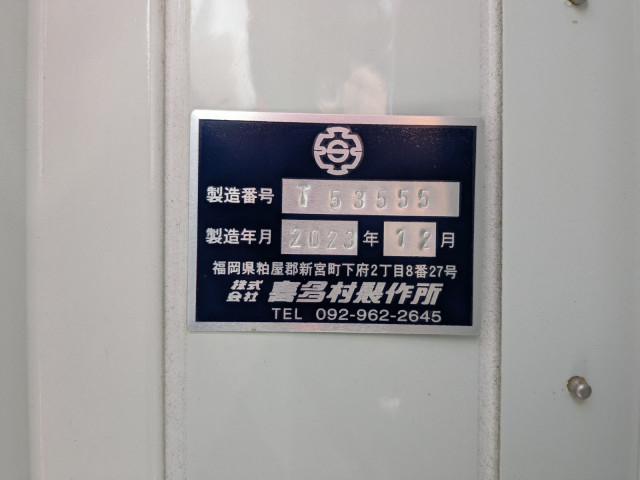 製造番号 T 53555
製造年月 2023 年 12 月
福岡県粕屋郡新宮町下府2丁目8番27号
株式会社 喜多村製作所
TEL 092-962-2645